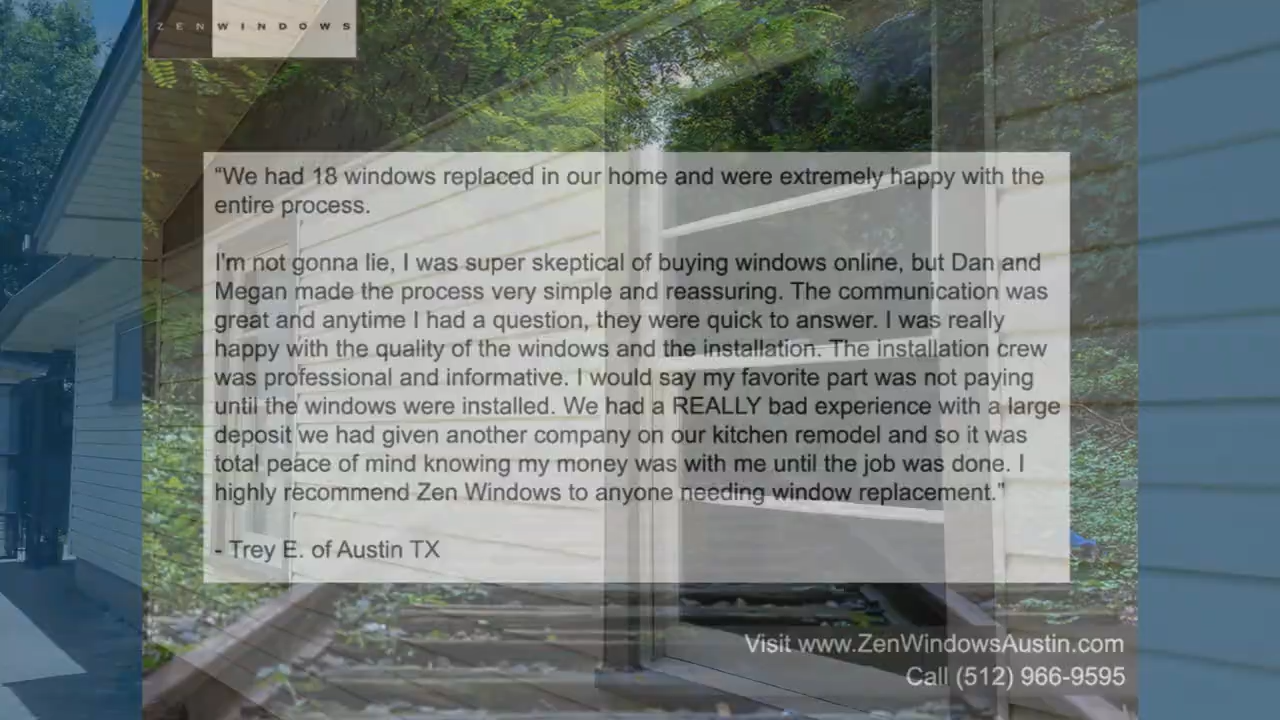 ZENWINDOWS
“We had 18 windows replaced in our home and were extremely happy with the
entire process.
I'm not gonna lie, I was super skeptical of buying windows online, but Dan and
Megan made the process very simple and reassuring. The communication was
great and anytime I had a question, they were quick to answer. I was really
happy with the quality of the windows and the installation. The installation crew
was professional and informative. I would say my favorite part was not paying
until the windows were installed. We had a REALLY bad experience with a large
deposit we had given another company on our kitchen remodel and so it was
total peace of mind knowing my money was with me until the job was done. I
highly recommend Zen Windows to anyone needing window replacement.”
- Trey E. of Austin TX
Visit www.ZenWindowsAustin.com
Call (512) 966-9595